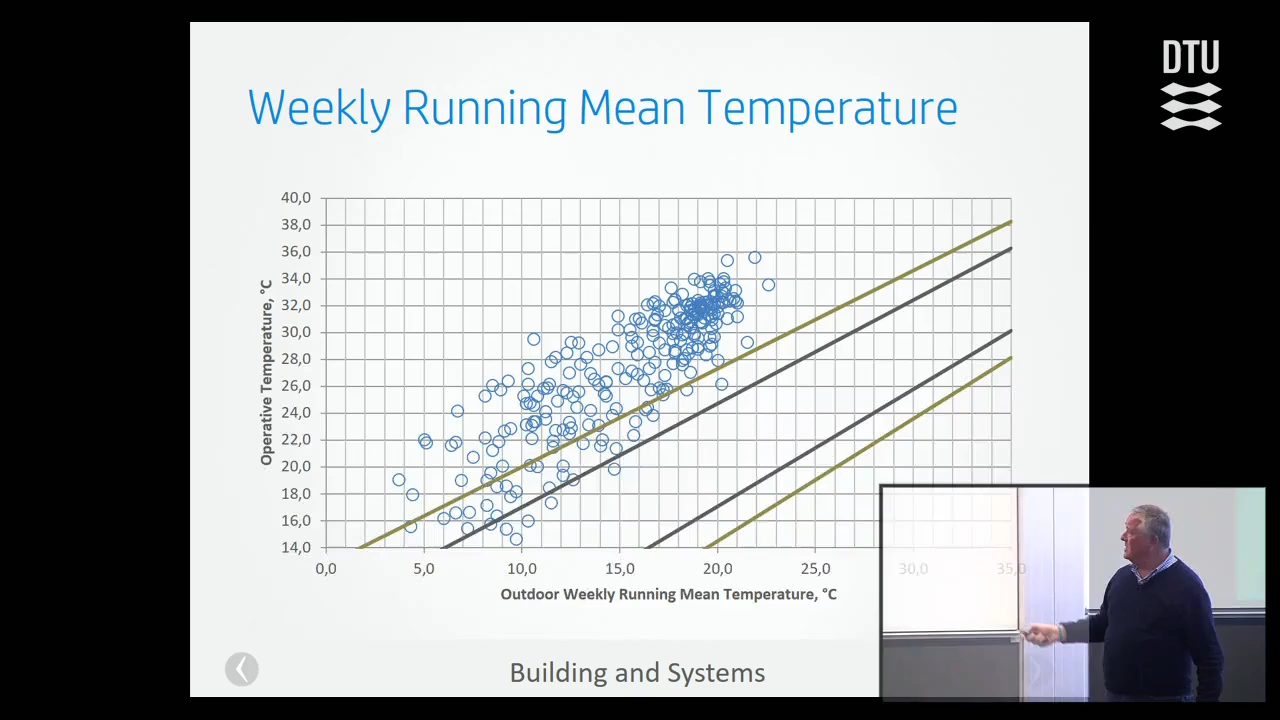 DTU
Weekly Running Mean Temperature
40,0
38,0
36,0
34,0
32,0
30,0
28,0
26,0
24,0
22,0
20,0
18,0
16,0
14,0
Operative Temperature, °C
0,0 5,0 10,0 15,0 20,0 25,0 30,0 35,0
Outdoor Weekly Running Mean Temperature, °C
Building and Systems